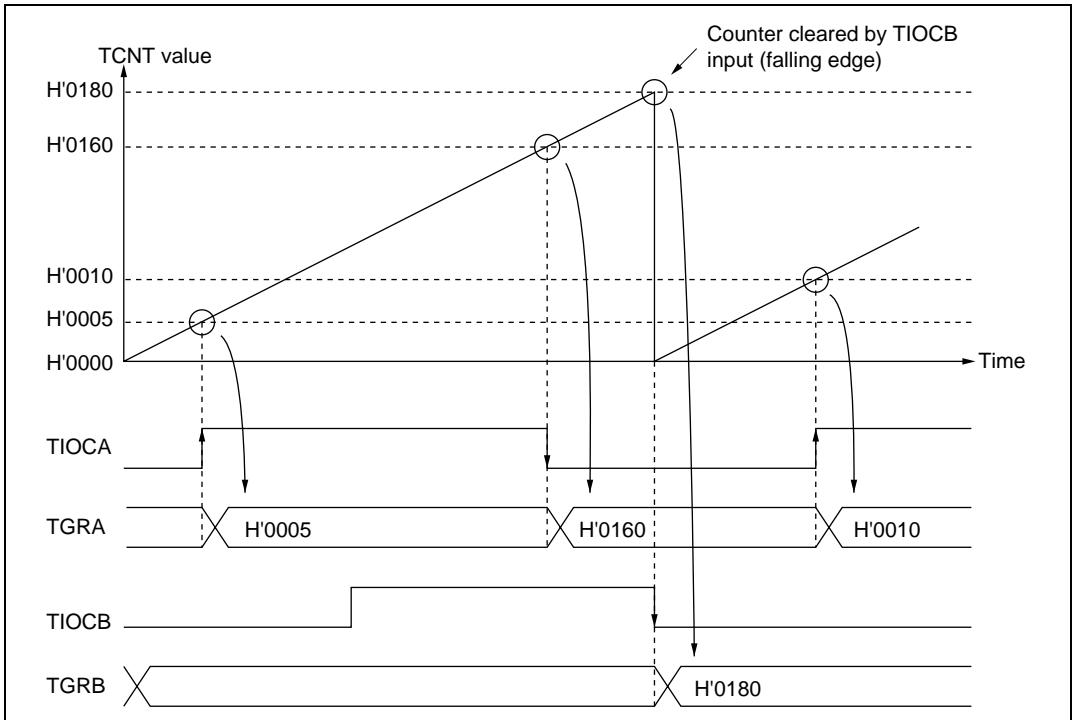 Counter cleared by TIOCB
input (falling edge)
TCNT value
H'0180
H'0160
H'0010
H'0005
H'0000
Time
TIOCA
TGRA
H'0005
H'0160
H'0010
TIOCB
TGRB
H'0180